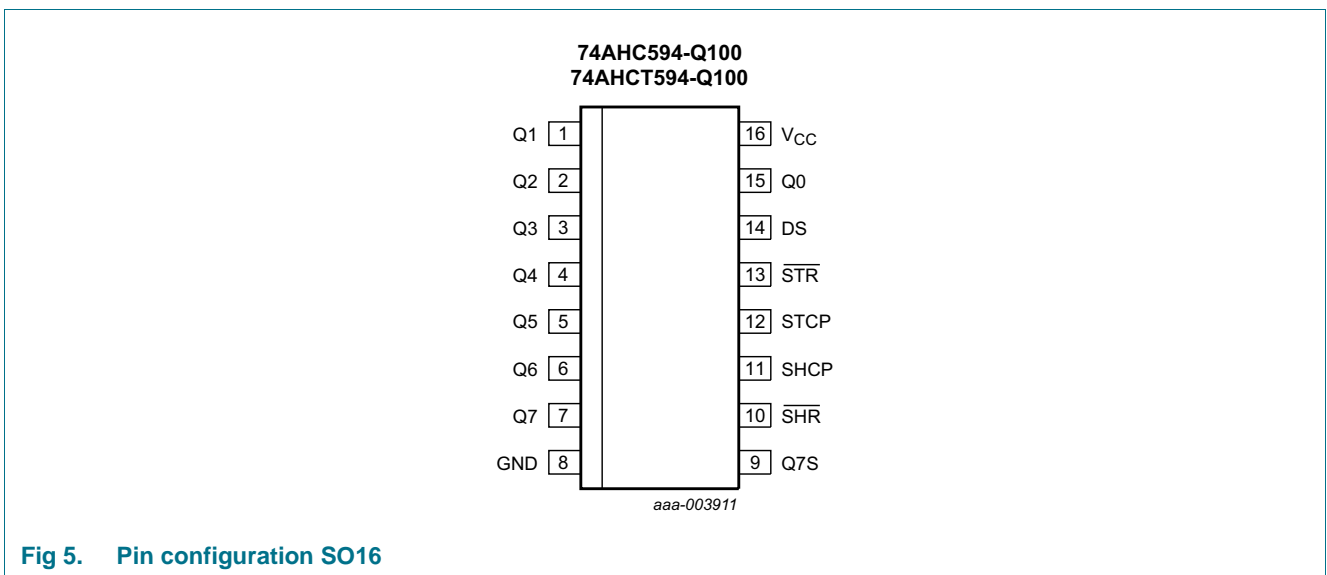 74AHC594-Q100
74AHCT594-Q100
Q1 1 16 VCC
Q2 2 15 Q0
Q3 3 14 DS
Q4 4 13 S̅T̅R̅
Q5 5 12 STCP
Q6 6 11 SHCP
Q7 7 10 S̅H̅R̅
GND 8 9 Q7S
aaa-003911
Fig 5. Pin configuration SO16